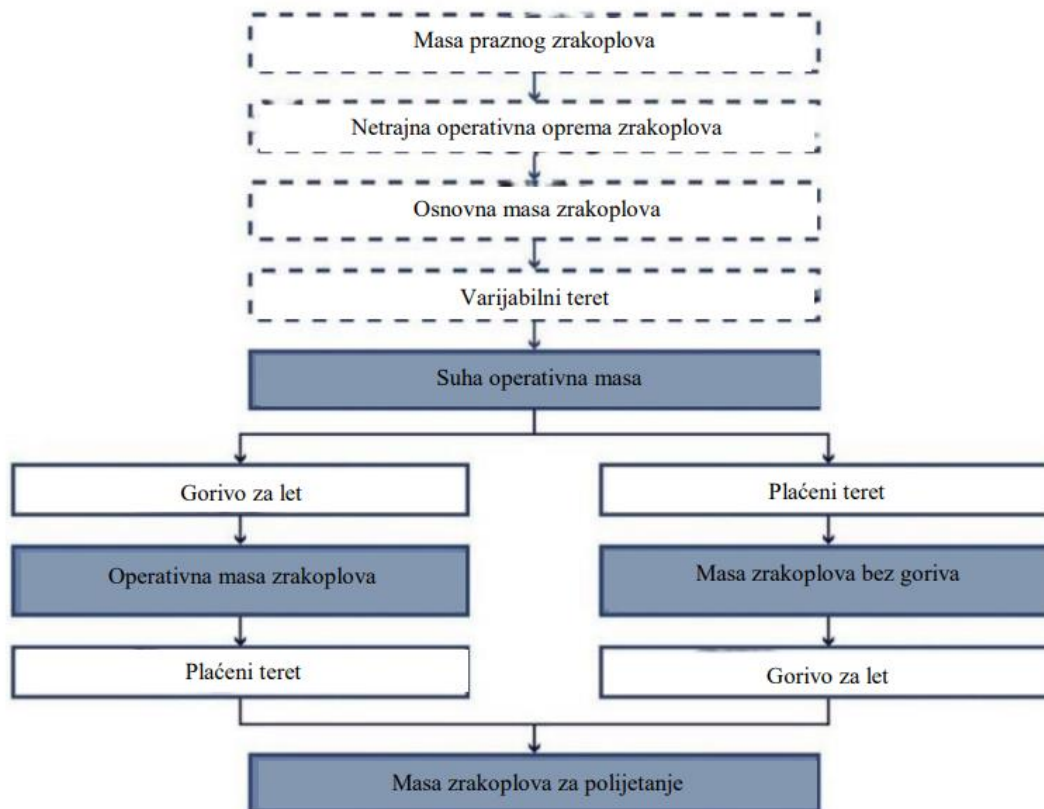 Masa praznog zrakoplova
Netrajna operativna oprema zrakoplova
Osnovna masa zrakoplova
Varijabilni teret
Suha operativna masa
Gorivo za let
Plaćeni teret
Operativna masa zrakoplova
Masa zrakoplova bez goriva
Plaćeni teret
Gorivo za let
Masa zrakoplova za polijetanje